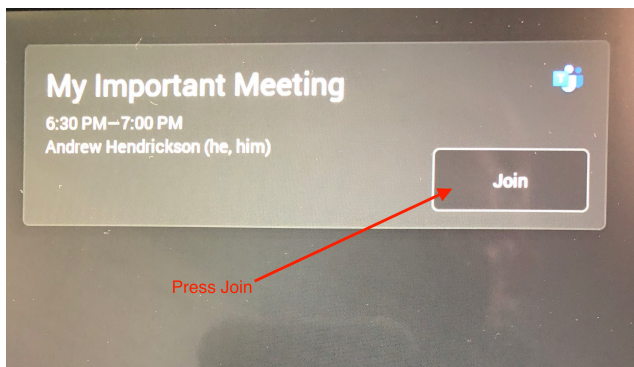 My Important Meeting
6:30 PM—7:00 PM
Andrew Hendrickson (he, him)
Join
Press Join